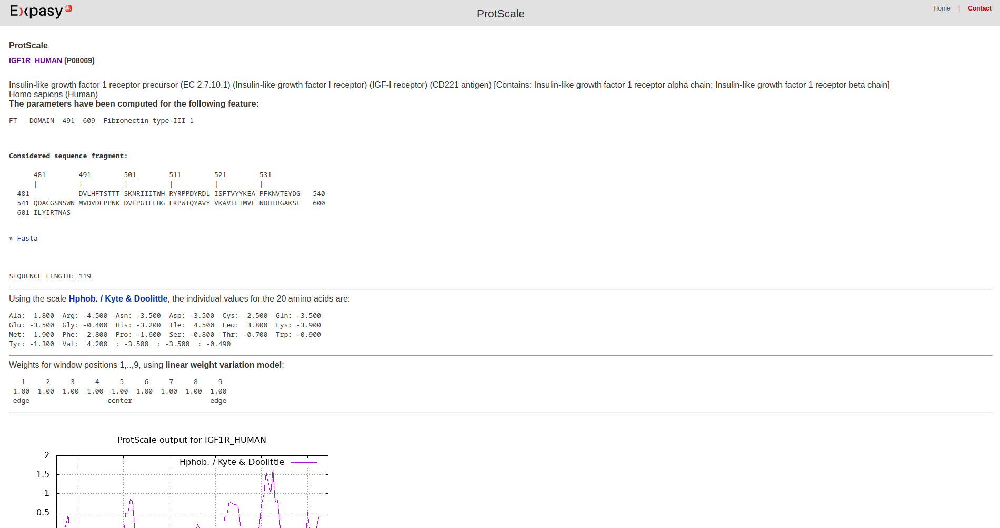 Expasy
ProtScale
Home | Contact
ProtScale
IGF1R_HUMAN (P08069)
Insulin-like growth factor 1 receptor precursor (EC 2.7.10.1) (Insulin-like growth factor I receptor) (IGF-I receptor) (CD221 antigen) [Contains: Insulin-like growth factor 1 receptor alpha chain; Insulin-like growth factor 1 receptor beta chain]
Homo sapiens (Human)
The parameters have been computed for the following feature:
FT   DOMAIN  491  609  Fibronectin type-III 1
Considered sequence fragment:
      481        491        501        511        521        531
      |          |          |          |          |          |
  481            DVLHFTSTTT SKNRIIITWH RYRPPDYRDL ISFTVYYKEA PFKNVTEYDG   540
  541 QDACGSNSWN MVDVDLPPNK DVEPGILLHG LKPWTQYAVY VKAVTLTMVE NDHIRGAKSE   600
  601 ILYIRTNAS
» Fasta
SEQUENCE LENGTH: 119
Using the scale Hphob. / Kyte & Doolittle, the individual values for the 20 amino acids are:
Ala:  1.800  Arg: -4.500  Asn: -3.500  Asp: -3.500  Cys:  2.500  Gln: -3.500
Glu: -3.500  Gly: -0.400  His: -3.200  Ile:  4.500  Leu:  3.800  Lys: -3.900
Met:  1.900  Phe:  2.800  Pro: -1.600  Ser: -0.800  Thr: -0.700  Trp: -0.900
Tyr: -1.300  Val:  4.200  : -3.500  : -3.500  : -0.490
Weights for window positions 1,..,9, using linear weight variation model:
   1     2     3     4     5     6     7     8     9
 1.00  1.00  1.00  1.00  1.00  1.00  1.00  1.00  1.00
 edge                   center                   edge
ProtScale output for IGF1R_HUMAN
2
Hphob. / Kyte & Doolittle
1.5
1
0.5